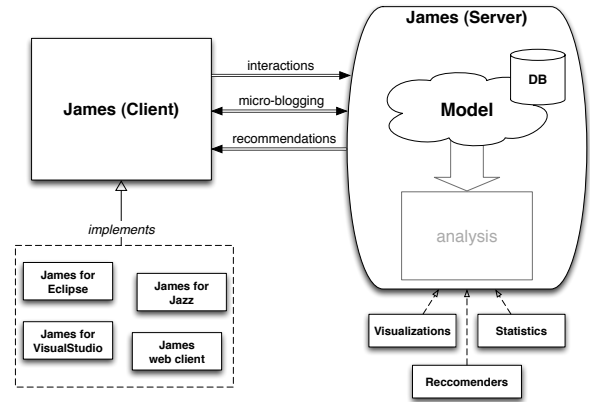 James (Server)
interactions
DB
micro-blogging
James (Client)
Model
recommendations
implements
analysis
James for
Eclipse
James for
Jazz
James for
VisualStudio
James
web client
Visualizations
Statistics
Reccomenders